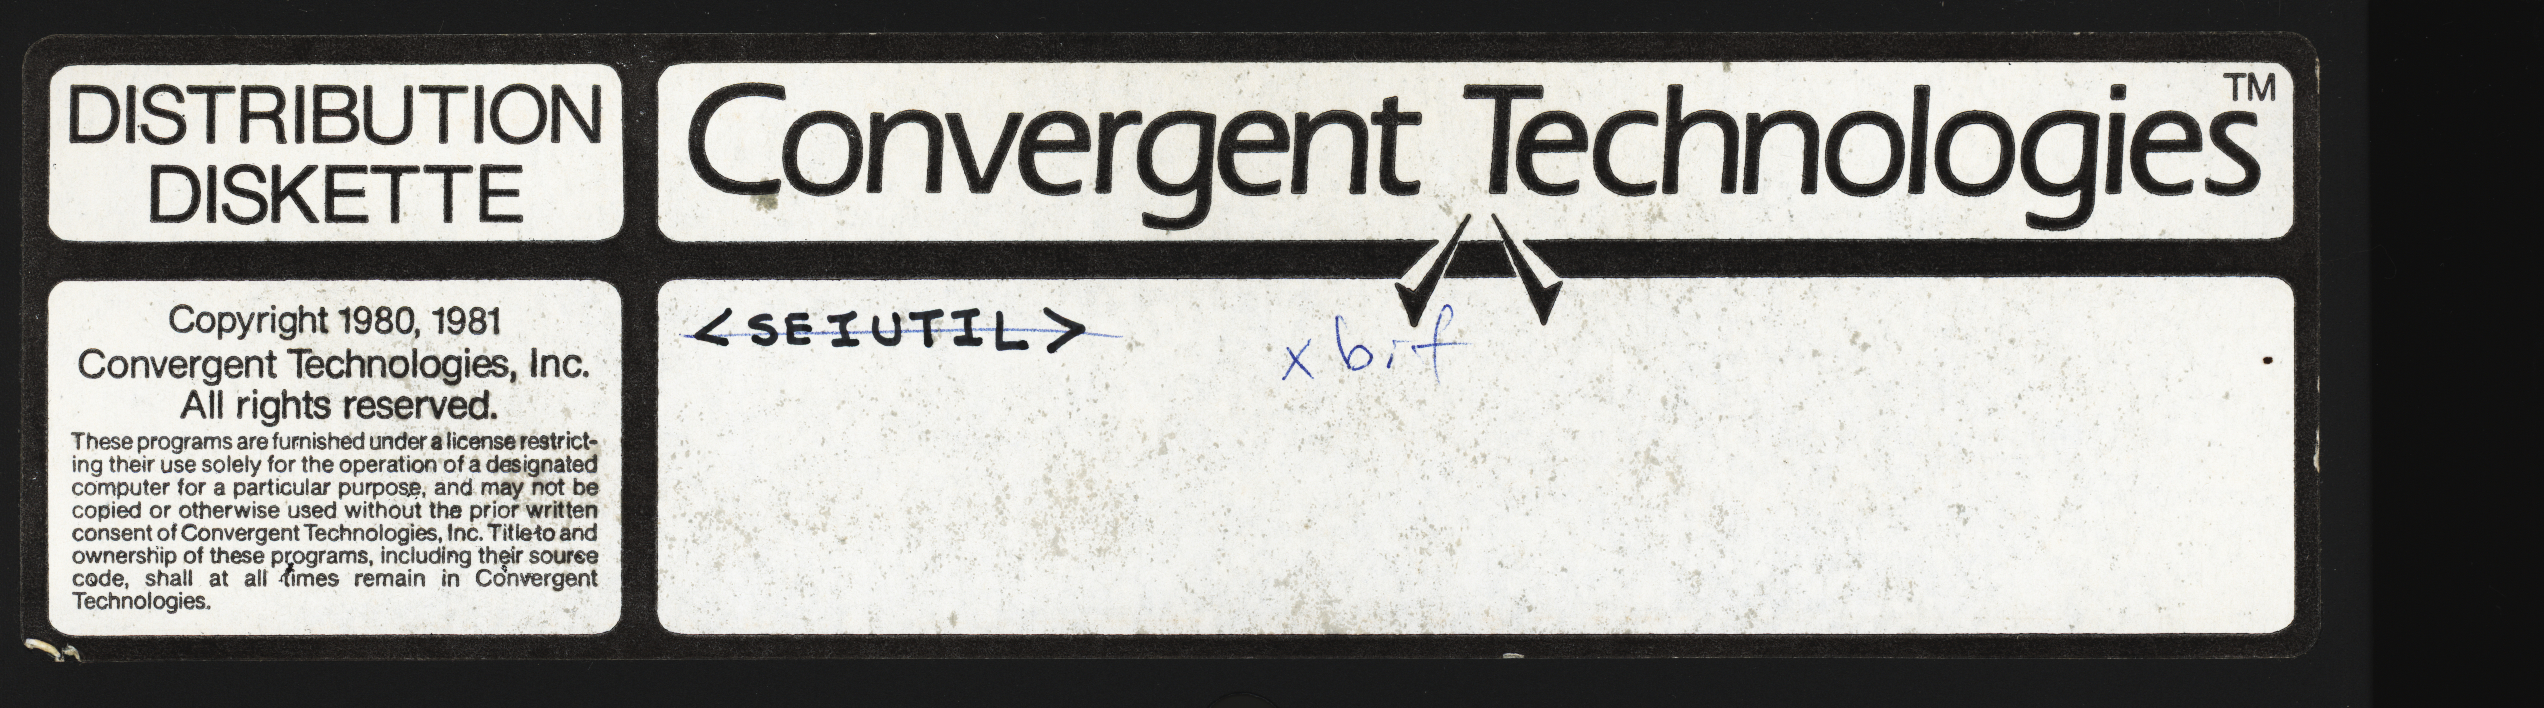 DISTRIBUTION
DISKETTE
Convergent Technologies™
Copyright 1980, 1981
Convergent Technologies, Inc.
All rights reserved.
These programs are furnished under a license restrict-
ing their use solely for the operation of a designated
computer for a particular purpose, and may not be
copied or otherwise used without the prior written
consent of Convergent Technologies, Inc. Title to and
ownership of these programs, including their source
code, shall at all times remain in Convergent
Technologies.
<SEIUTIL>
xbif